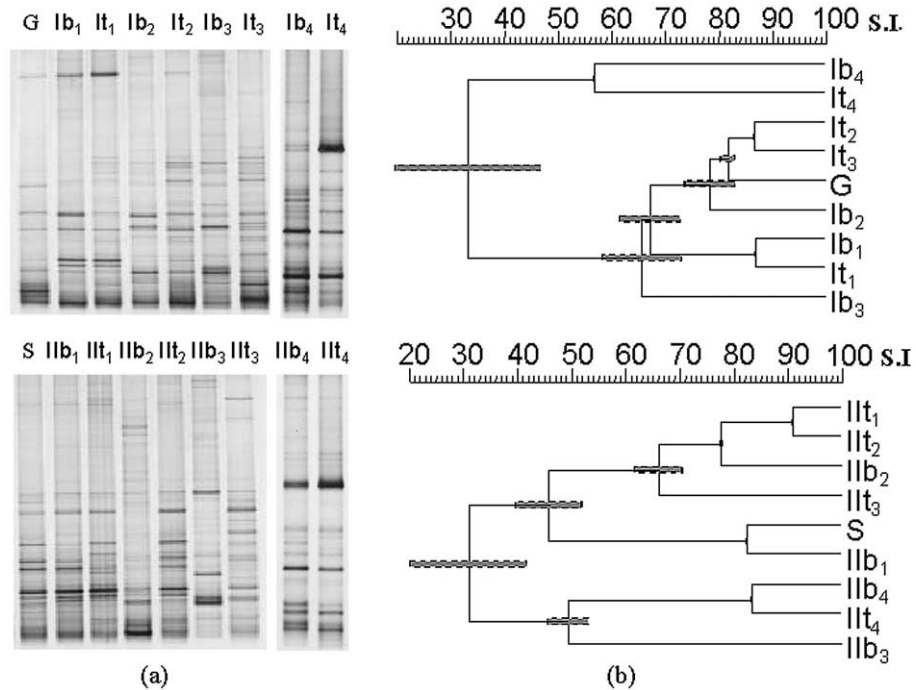 G Ib₁ It₁ Ib₂ It₂ Ib₃ It₃ Ib₄ It₄
30 40 50 60 70 80 90 100 S.I.
Ib₄
It₄
It₂
It₃
G
Ib₂
Ib₁
It₁
Ib₃
S IIb₁ IIt₁ IIb₂ IIt₂ IIb₃ IIt₃ IIb₄ IIt₄
20 30 40 50 60 70 80 90 100 S.I
IIt₁
IIt₂
IIb₂
IIt₃
S
IIb₁
IIb₄
IIt₄
IIb₃
(a) (b)